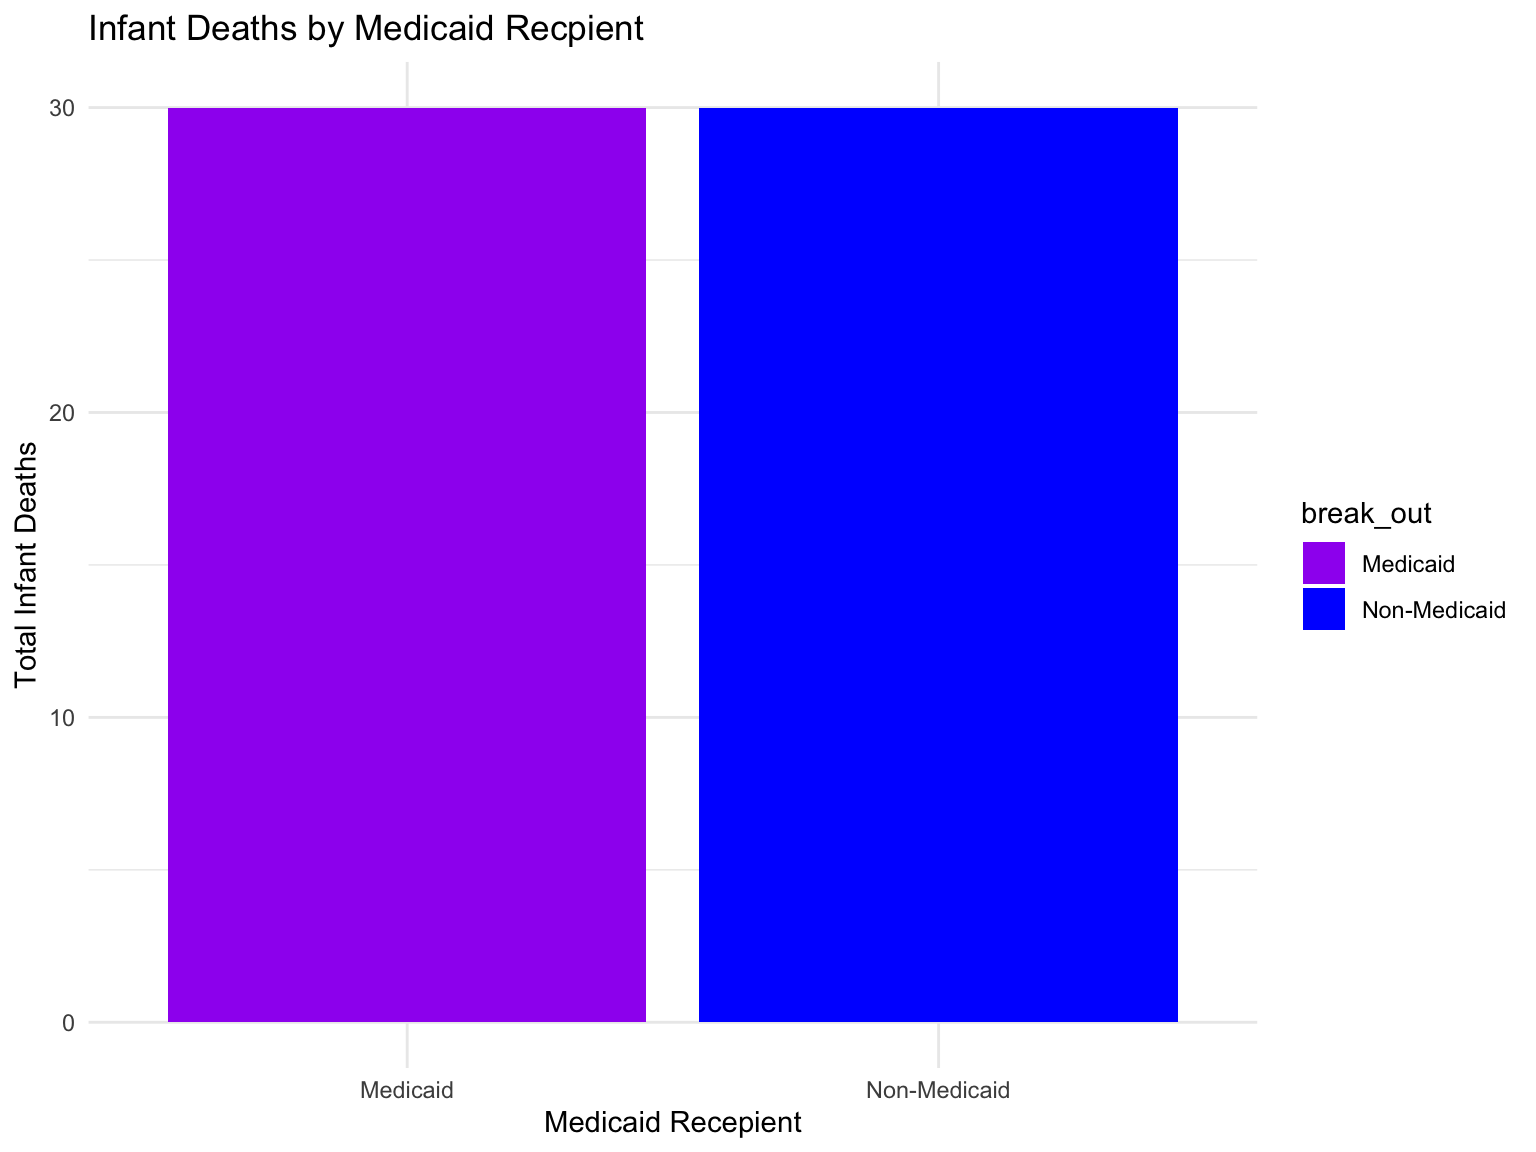 Infant Deaths by Medicaid Recpient
Total Infant Deaths
30
20
10
0
Medicaid
Non-Medicaid
Medicaid Recepient
break_out
Medicaid
Non-Medicaid